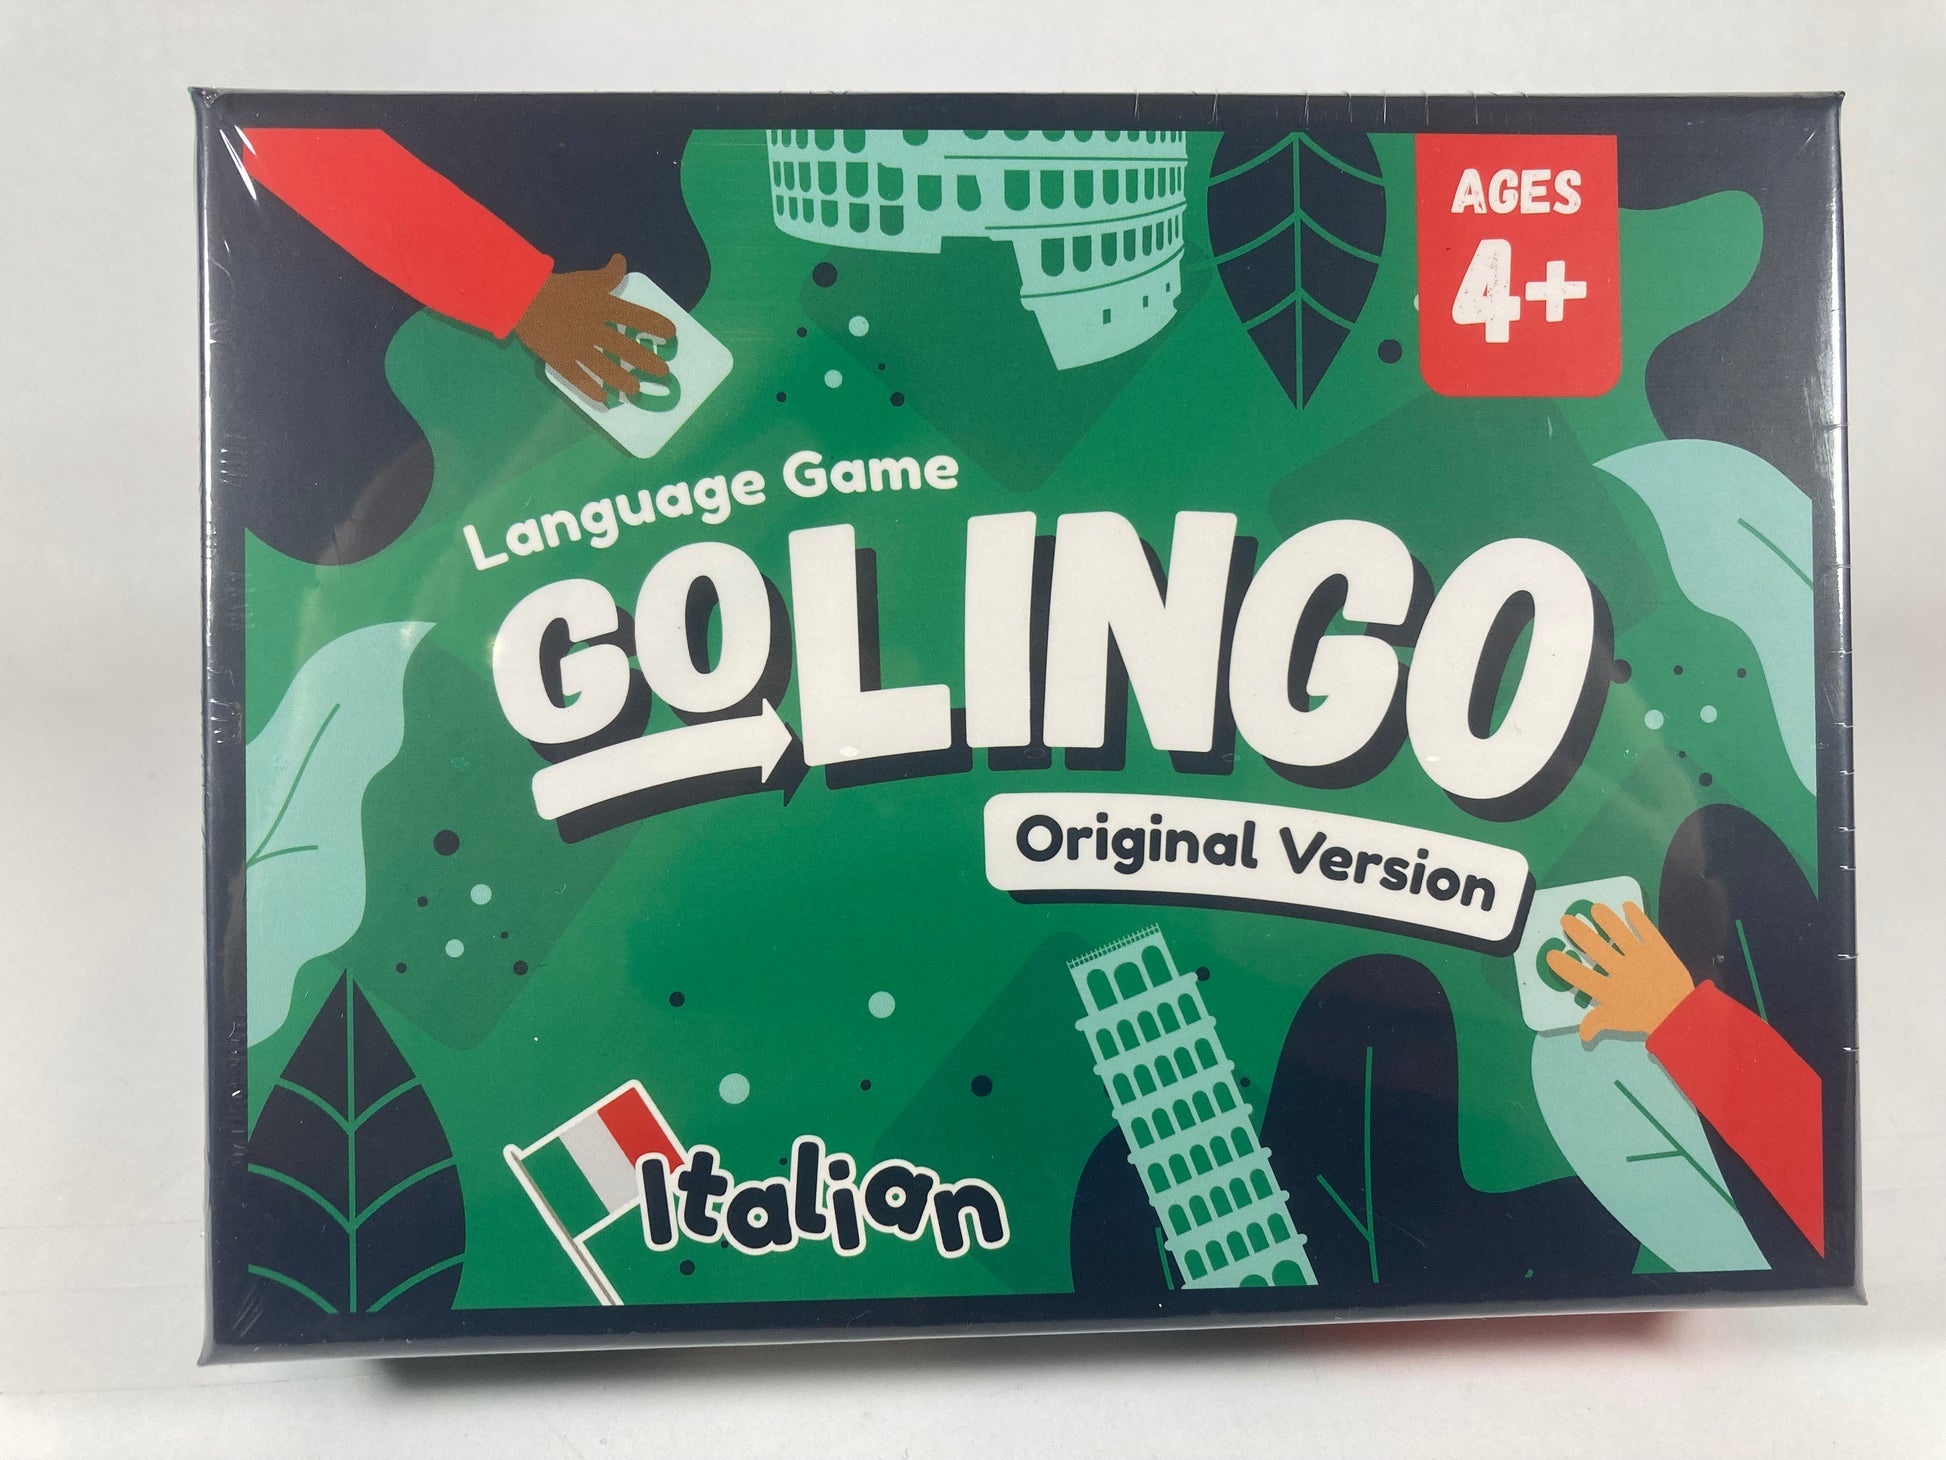 AGES
4+
Language Game
GOLINGO
Original Version
Italian